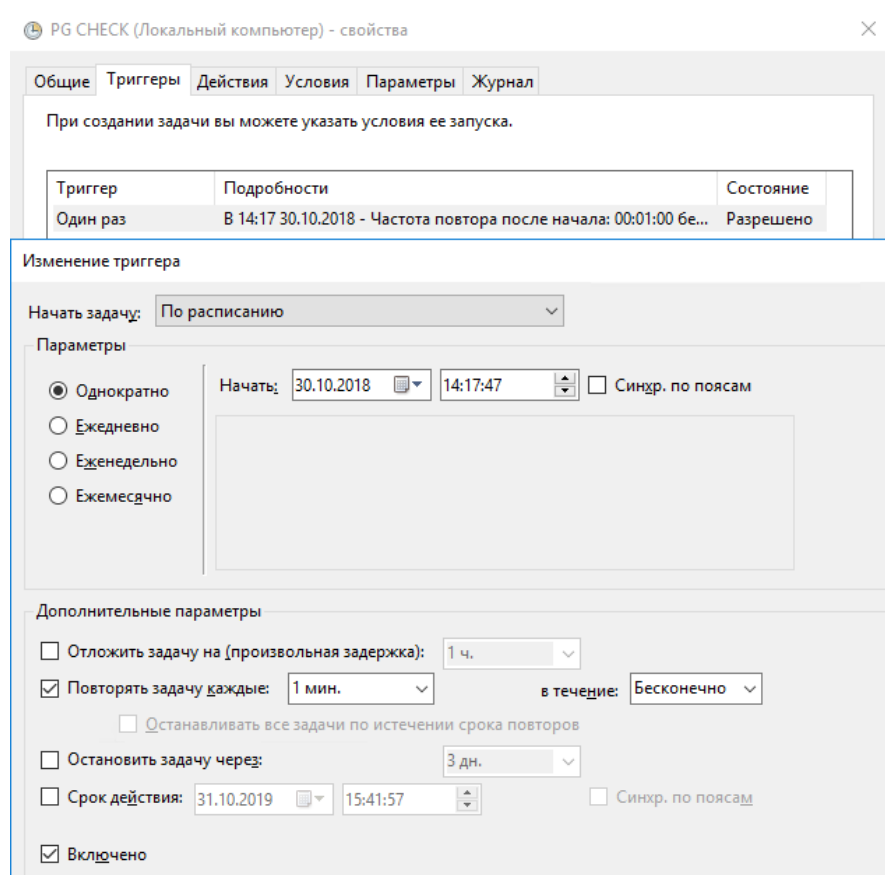 PG CHECK (Локальный компьютер) - свойства
Общие Триггеры Действия Условия Параметры Журнал
При создании задачи вы можете указать условия ее запуска.
Триггер Подробности Состояние
Один раз В 14:17 30.10.2018 - Частота повтора после начала: 00:01:00 бе... Разрешено
Изменение триггера
Начать задачу: По расписанию
Параметры
Однократно Начать: 30.10.2018 14:17:47 Синхр. по поясам
Ежедневно
Еженедельно
Ежемесячно
Дополнительные параметры
Отложить задачу на (произвольная задержка): 1 ч.
Повторять задачу каждые: 1 мин. в течение: Бесконечно
Останавливать все задачи по истечении срока повторов
Остановить задачу через: 3 дн.
Срок действия: 31.10.2019 15:41:57 Синхр. по поясам
Включено